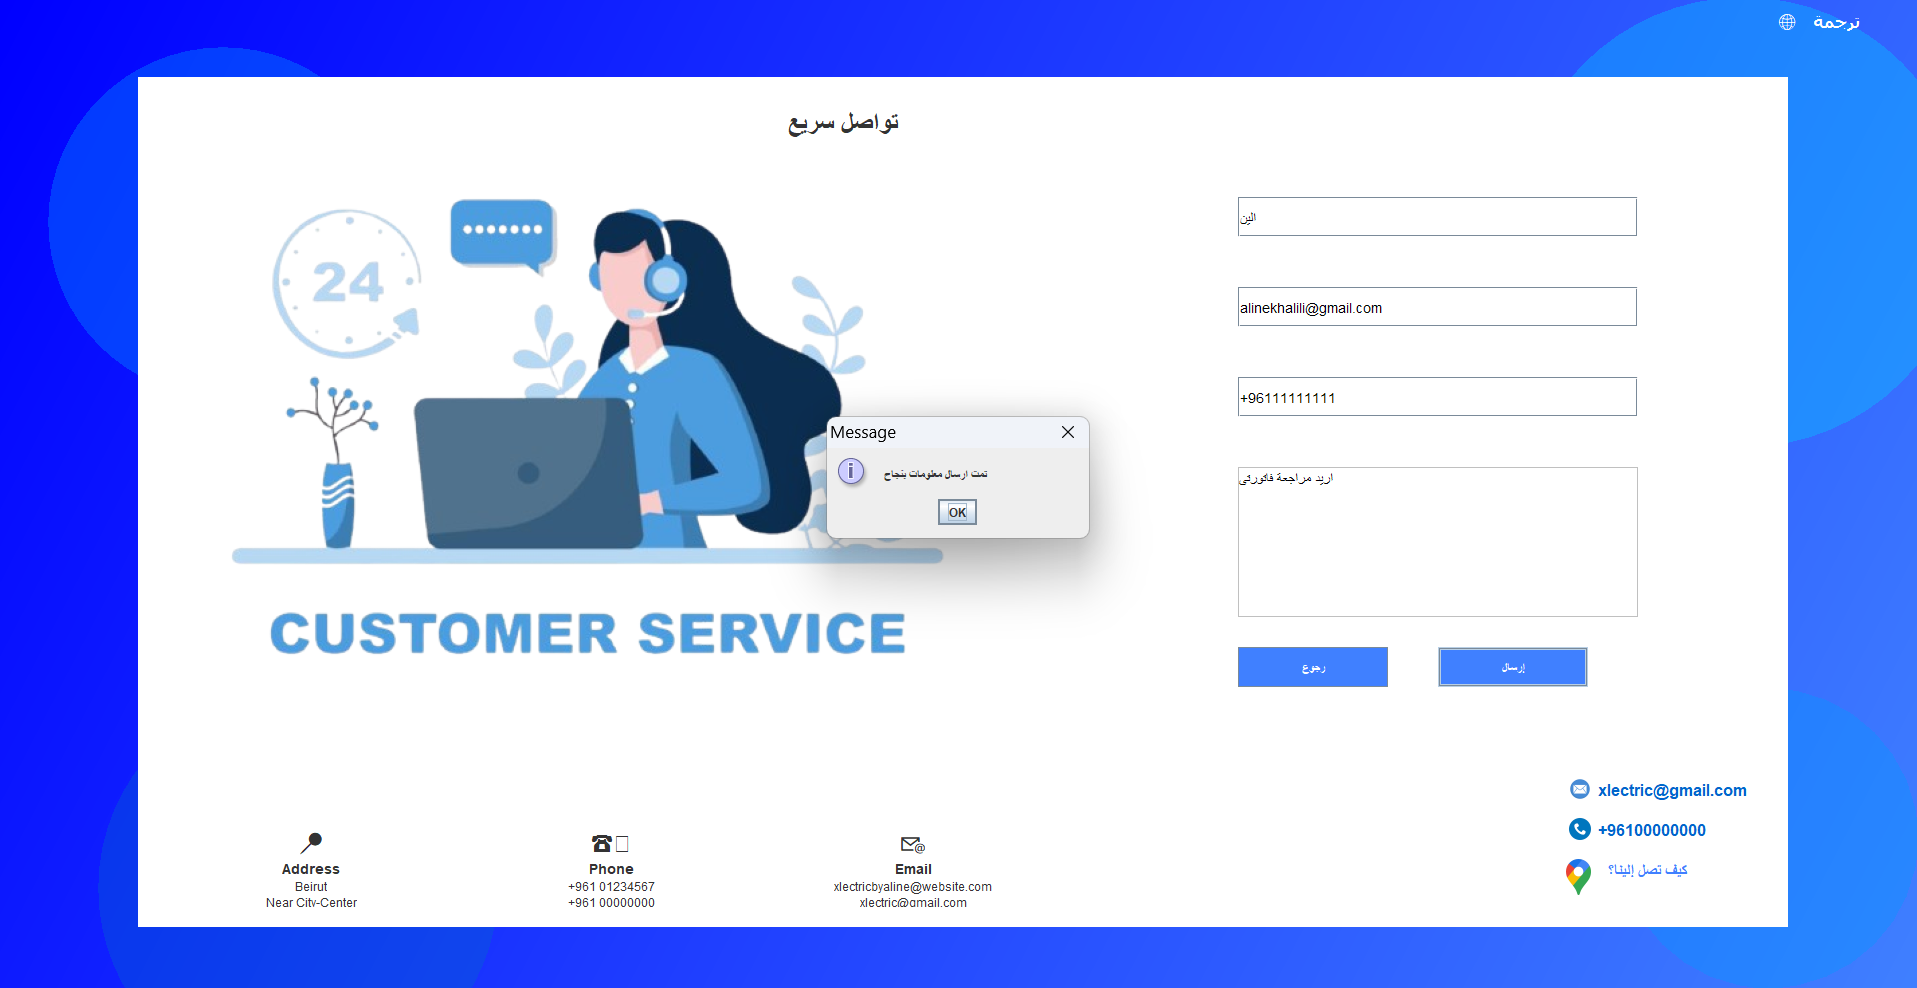 ترجمة
تواصل سريع
24
CUSTOMER SERVICE
الين
alinekhalili@gmail.com
+96111111111
اريد مراجعة فاتورتي
رجوع
إرسال
Message
تمت ارسال معلومات بنجاح
OK
xlectric@gmail.com
+96100000000
كيف تصل إلينا؟
Address
Beirut
Near City-Center
Phone
+961 01234567
+961 00000000
Email
xlectricbyaline@website.com
xlectric@gmail.com